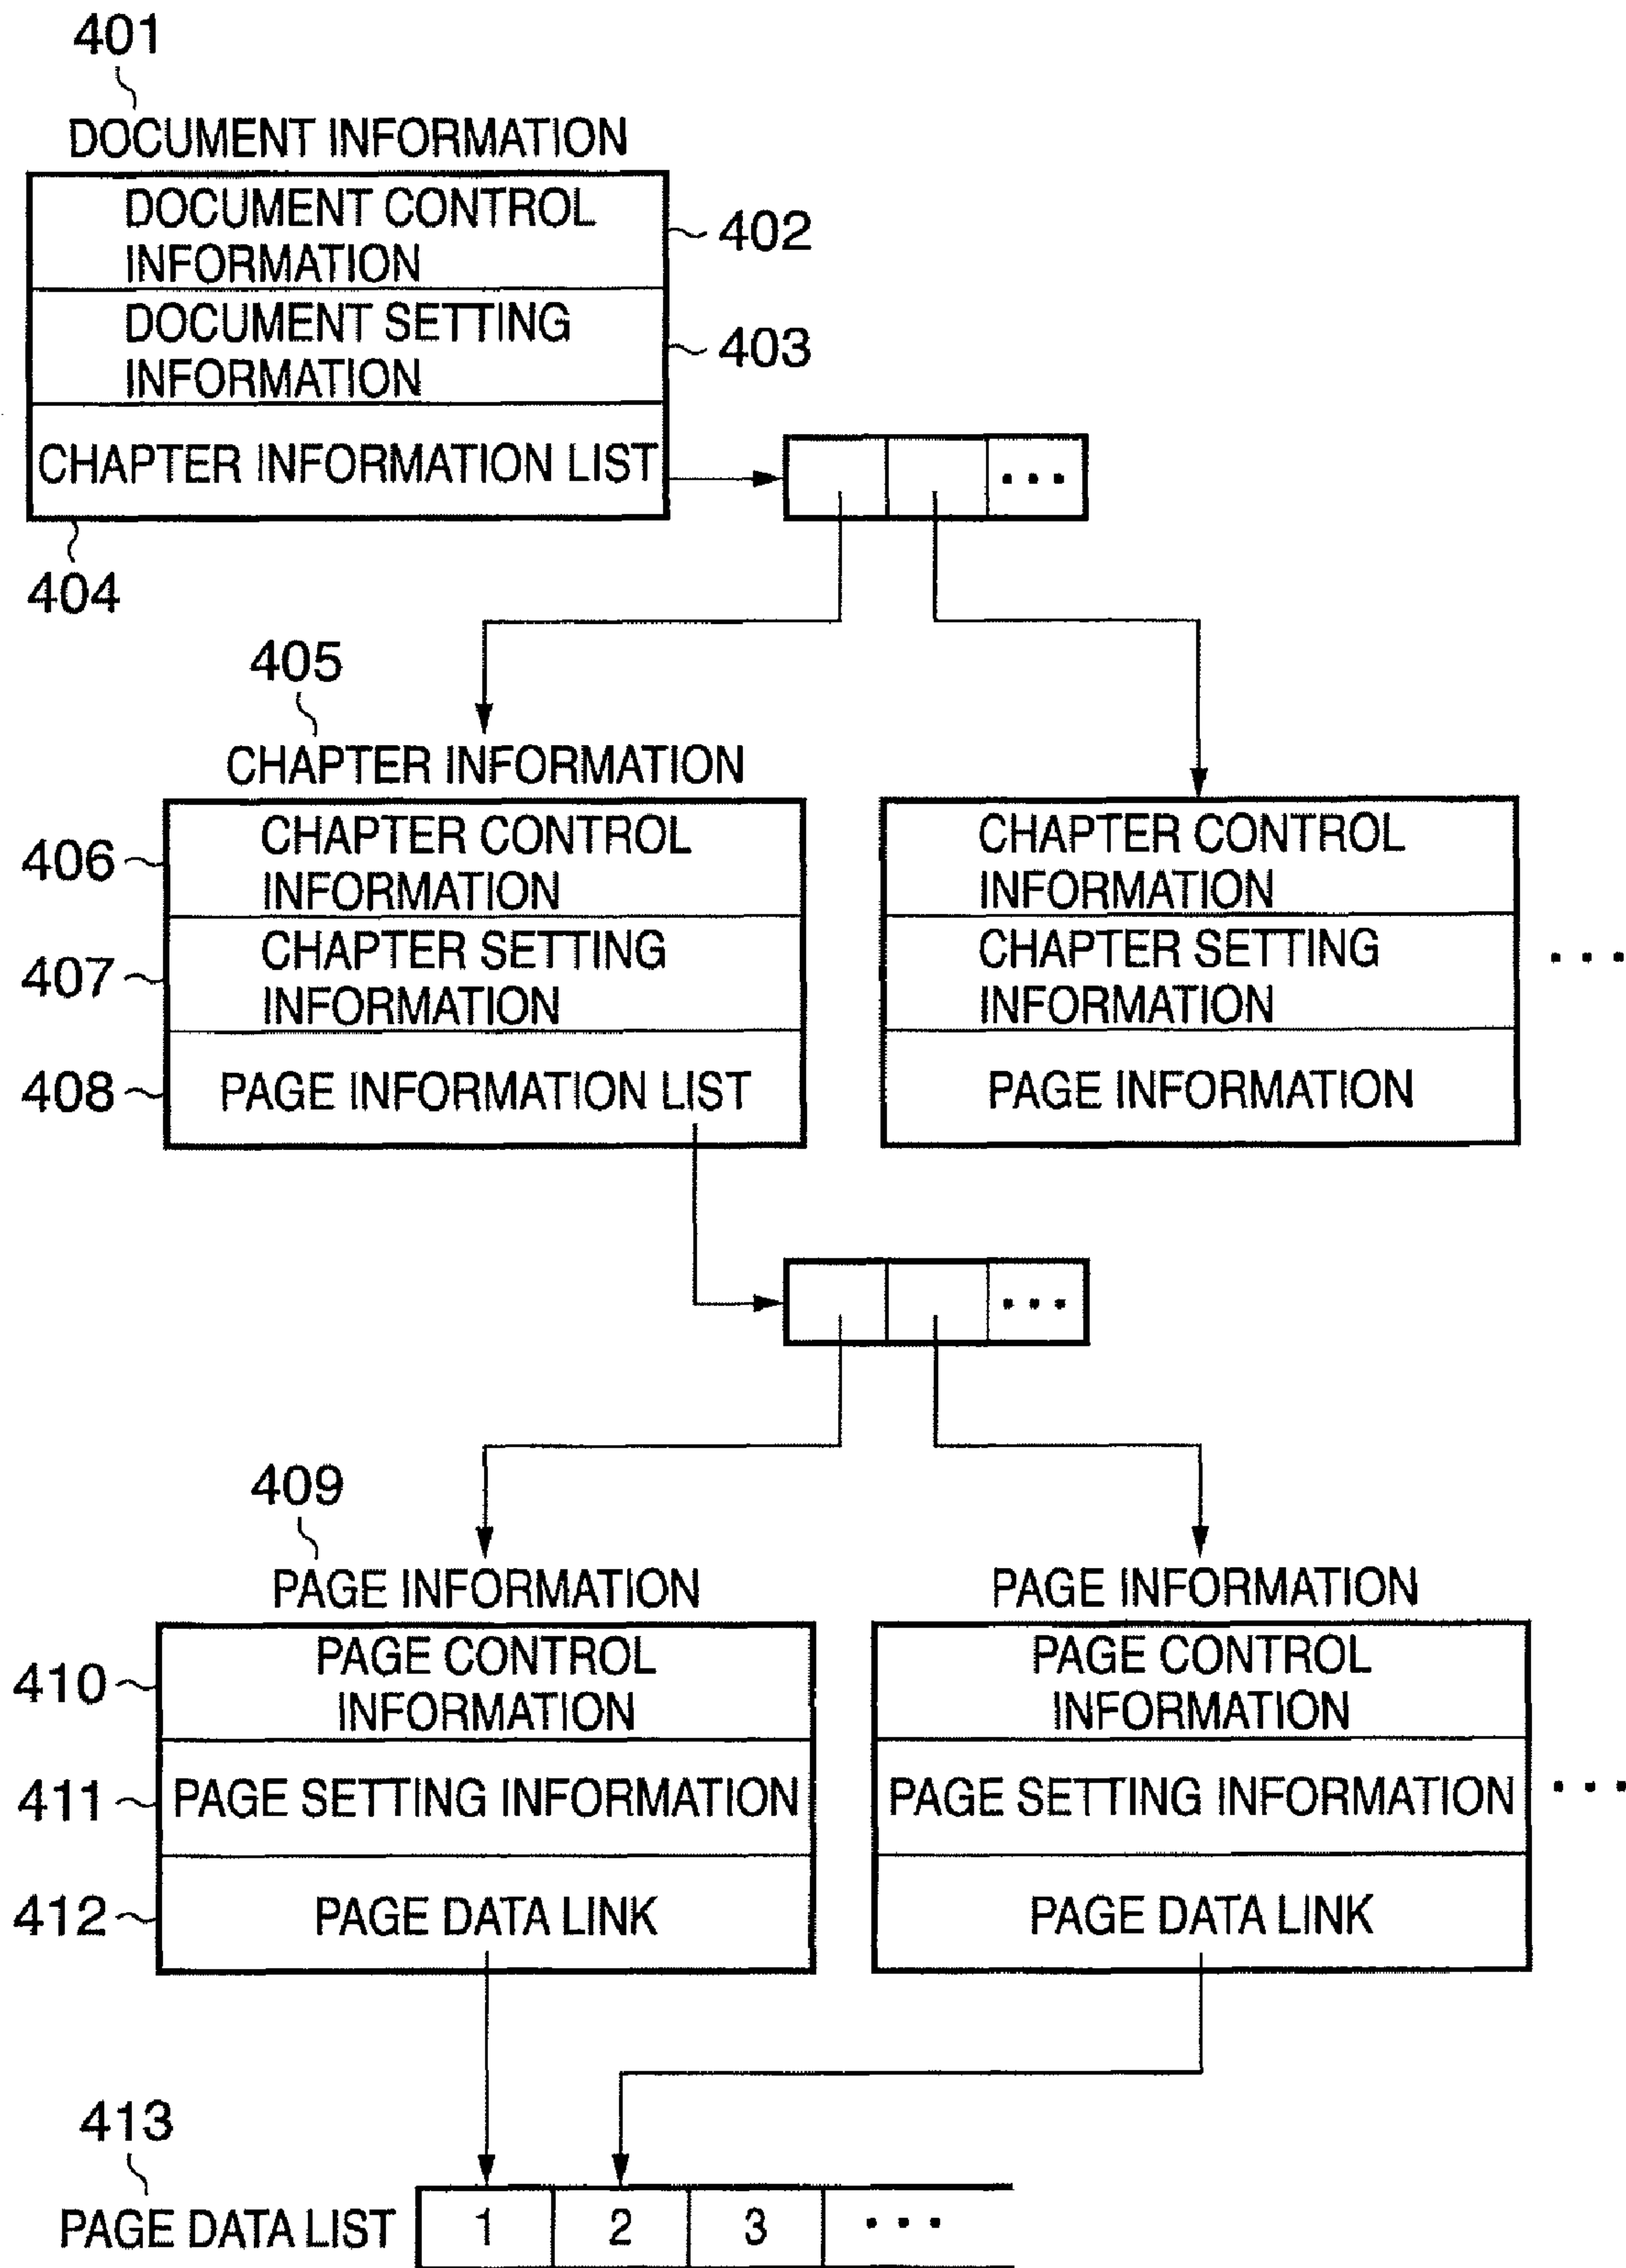 401
DOCUMENT INFORMATION
DOCUMENT CONTROL
INFORMATION
402
DOCUMENT SETTING
INFORMATION
403
CHAPTER INFORMATION LIST
...
404
405
CHAPTER INFORMATION
406
CHAPTER CONTROL
INFORMATION
CHAPTER CONTROL
INFORMATION
407
CHAPTER SETTING
INFORMATION
CHAPTER SETTING
INFORMATION
...
408
PAGE INFORMATION LIST
PAGE INFORMATION
...
409
PAGE INFORMATION
PAGE INFORMATION
410
PAGE CONTROL
INFORMATION
PAGE CONTROL
INFORMATION
411
PAGE SETTING INFORMATION
PAGE SETTING INFORMATION
...
412
PAGE DATA LINK
PAGE DATA LINK
413
PAGE DATA LIST
1 2 3 ...